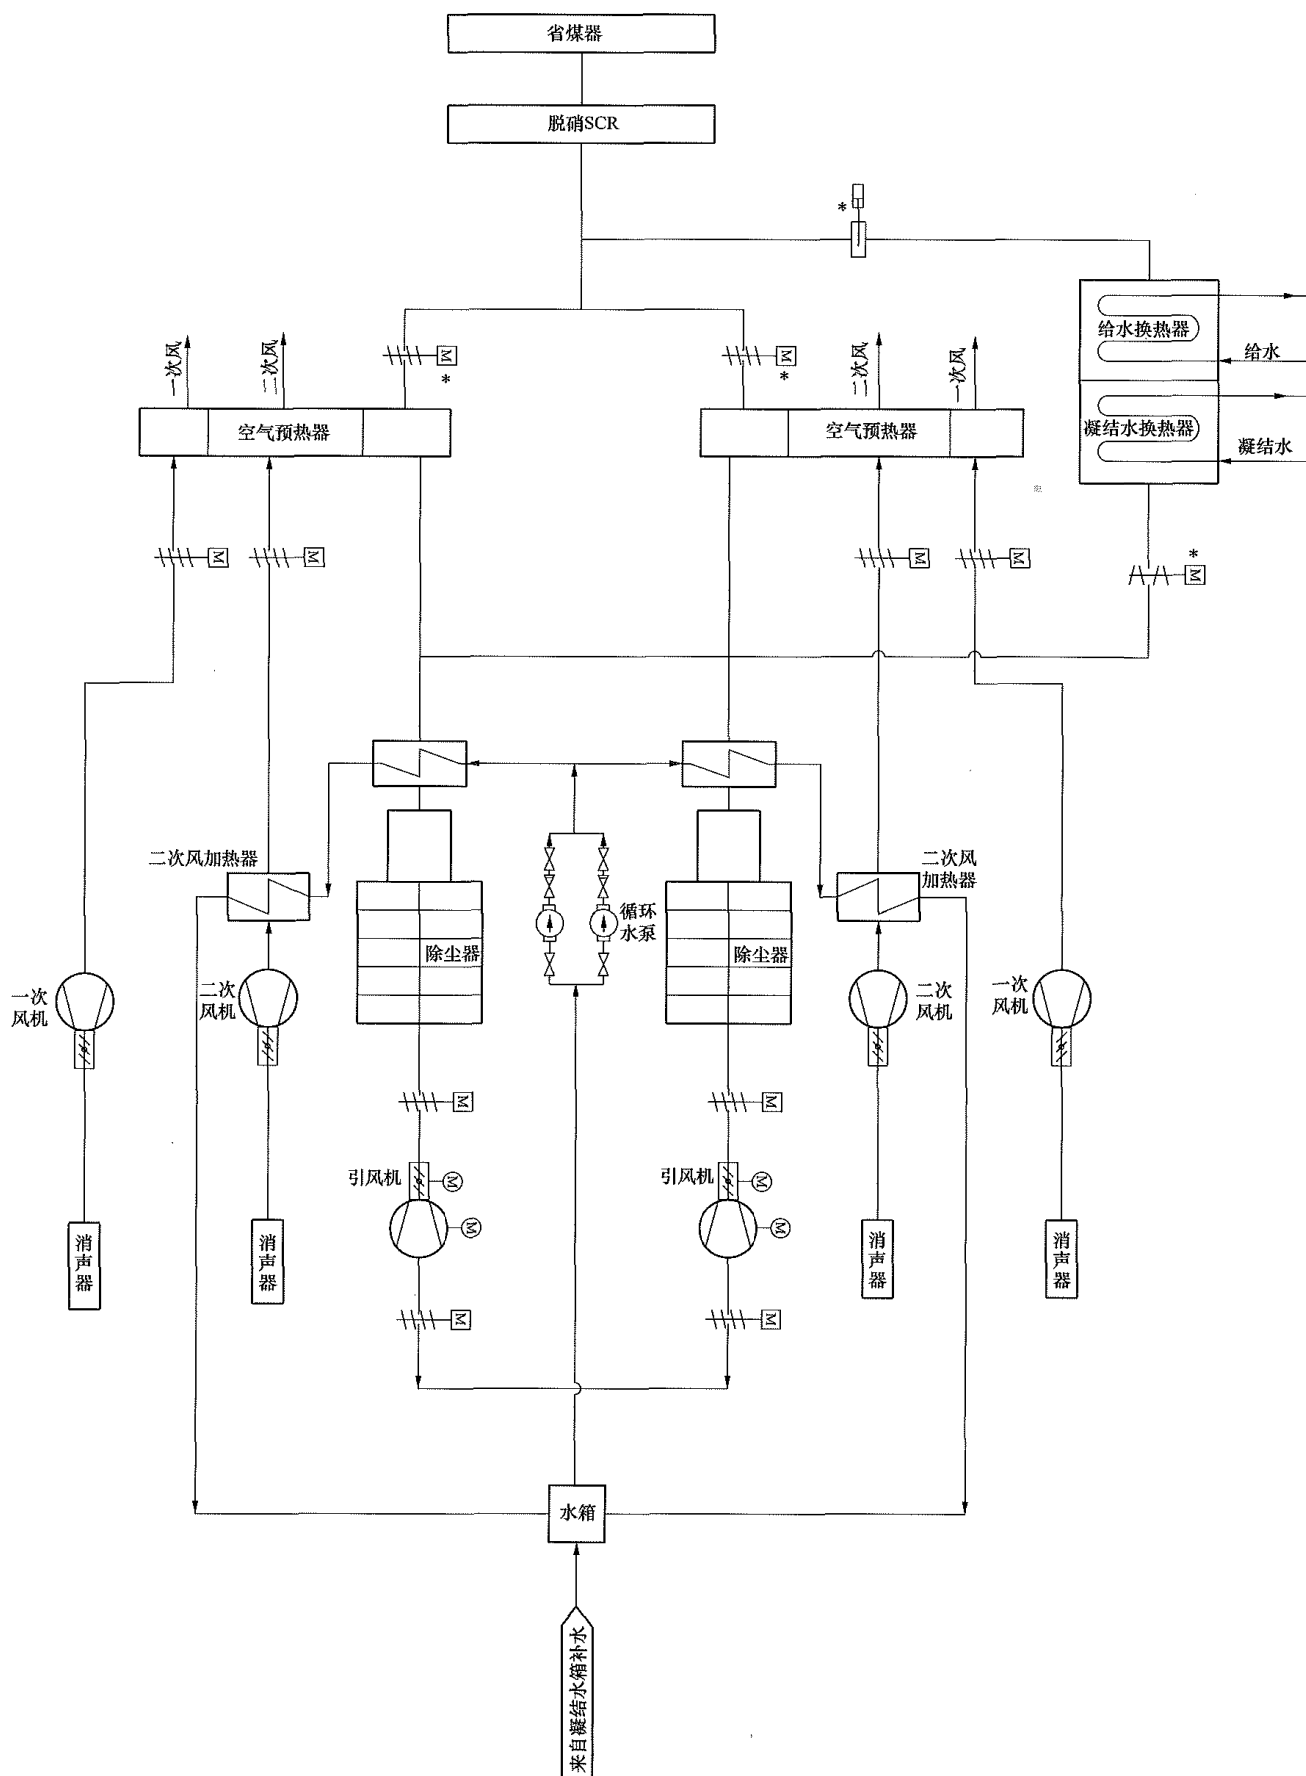 省煤器
脱硝SCR
*
一次风
二次风
M
*
M
*
二次风
一次风
给水换热器
给水
空气预热器
空气预热器
凝结水换热器
凝结水
M
M
M
M
*
M
二次风加热器
二次风
加热器
循环
水泵
除尘器
除尘器
一次
风机
二次
风机
二次
风机
一次
风机
M
M
引风机
M
引风机
M
M
M
消声器
消声器
消声器
消声器
M
M
水箱
来自凝结水箱补水